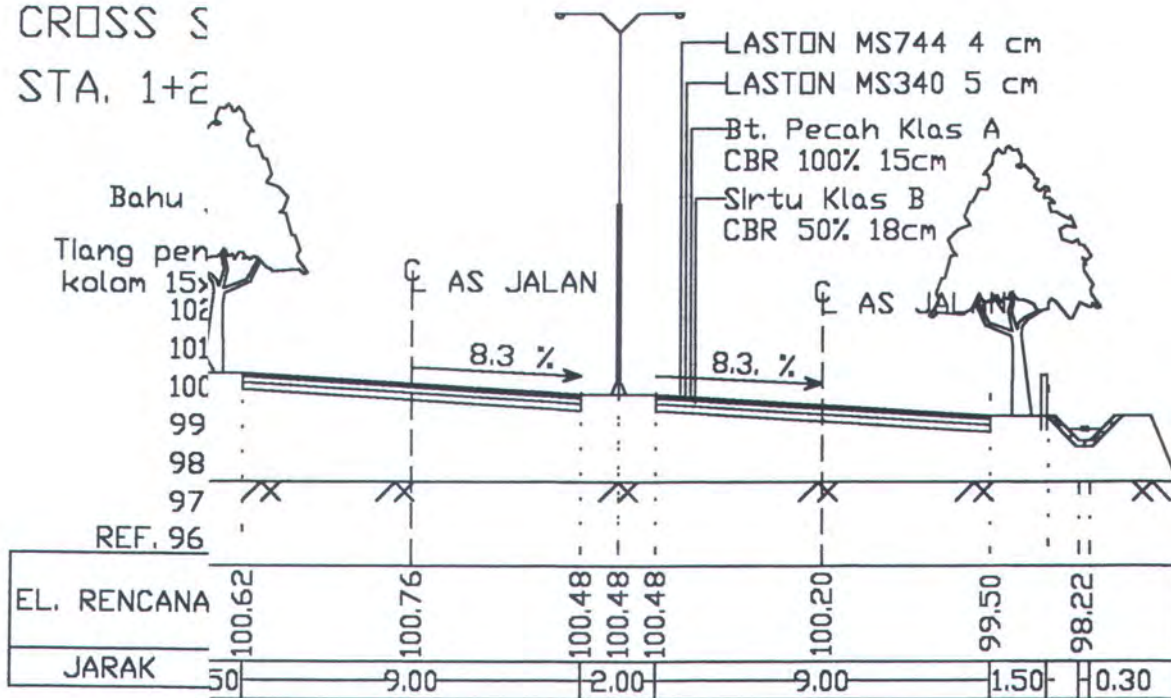 CROSS S
STA. 1+2
LASTON MS744 4 cm
LASTON MS340 5 cm
Bt. Pecah Klas A
CBR 100% 15cm
Sirtu Klas B
CBR 50% 18cm
Bahu
Tiang pen
kolom 15x
℄ AS JALAN
℄ AS JALAN
8.3 %
8.3. %
102
101
100
99
98
97
REF. 96
EL. RENCANA 100.62 100.76 100.48 100.48 100.48 100.20 99.50 98.22
JARAK 50 9.00 2.00 9.00 1.50 0.30